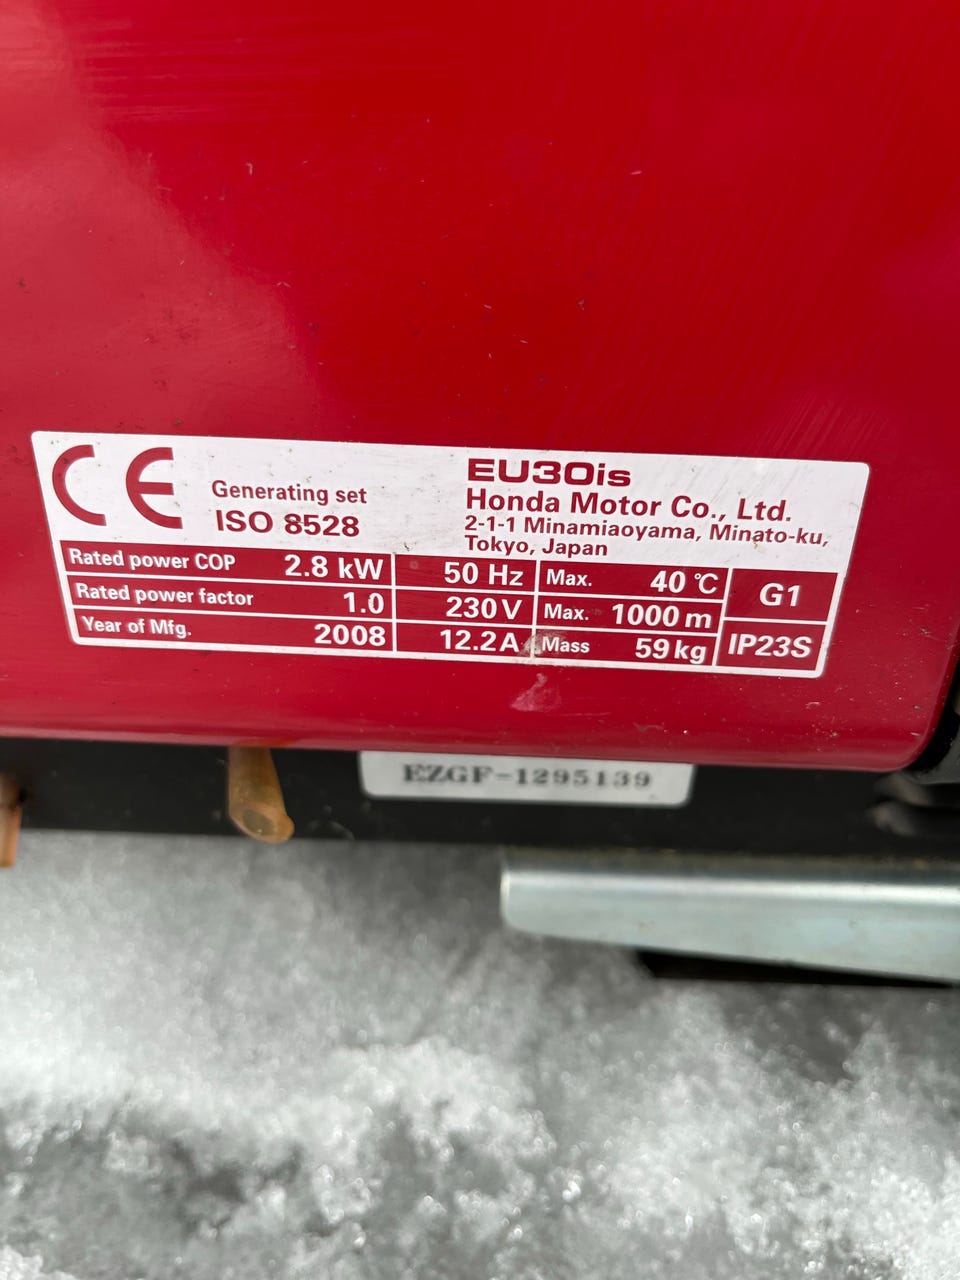 CE
Generating set
ISO 8528
EU30is
Honda Motor Co., Ltd.
2-1-1 Minamiaoyama, Minato-ku,
Tokyo, Japan
Rated power COP 2.8 kW 50 Hz Max. 40 ℃ G1
Rated power factor 1.0 230 V Max. 1000 m
Year of Mfg. 2008 12.2 A Mass 59 kg IP23S
EZGF-1295139